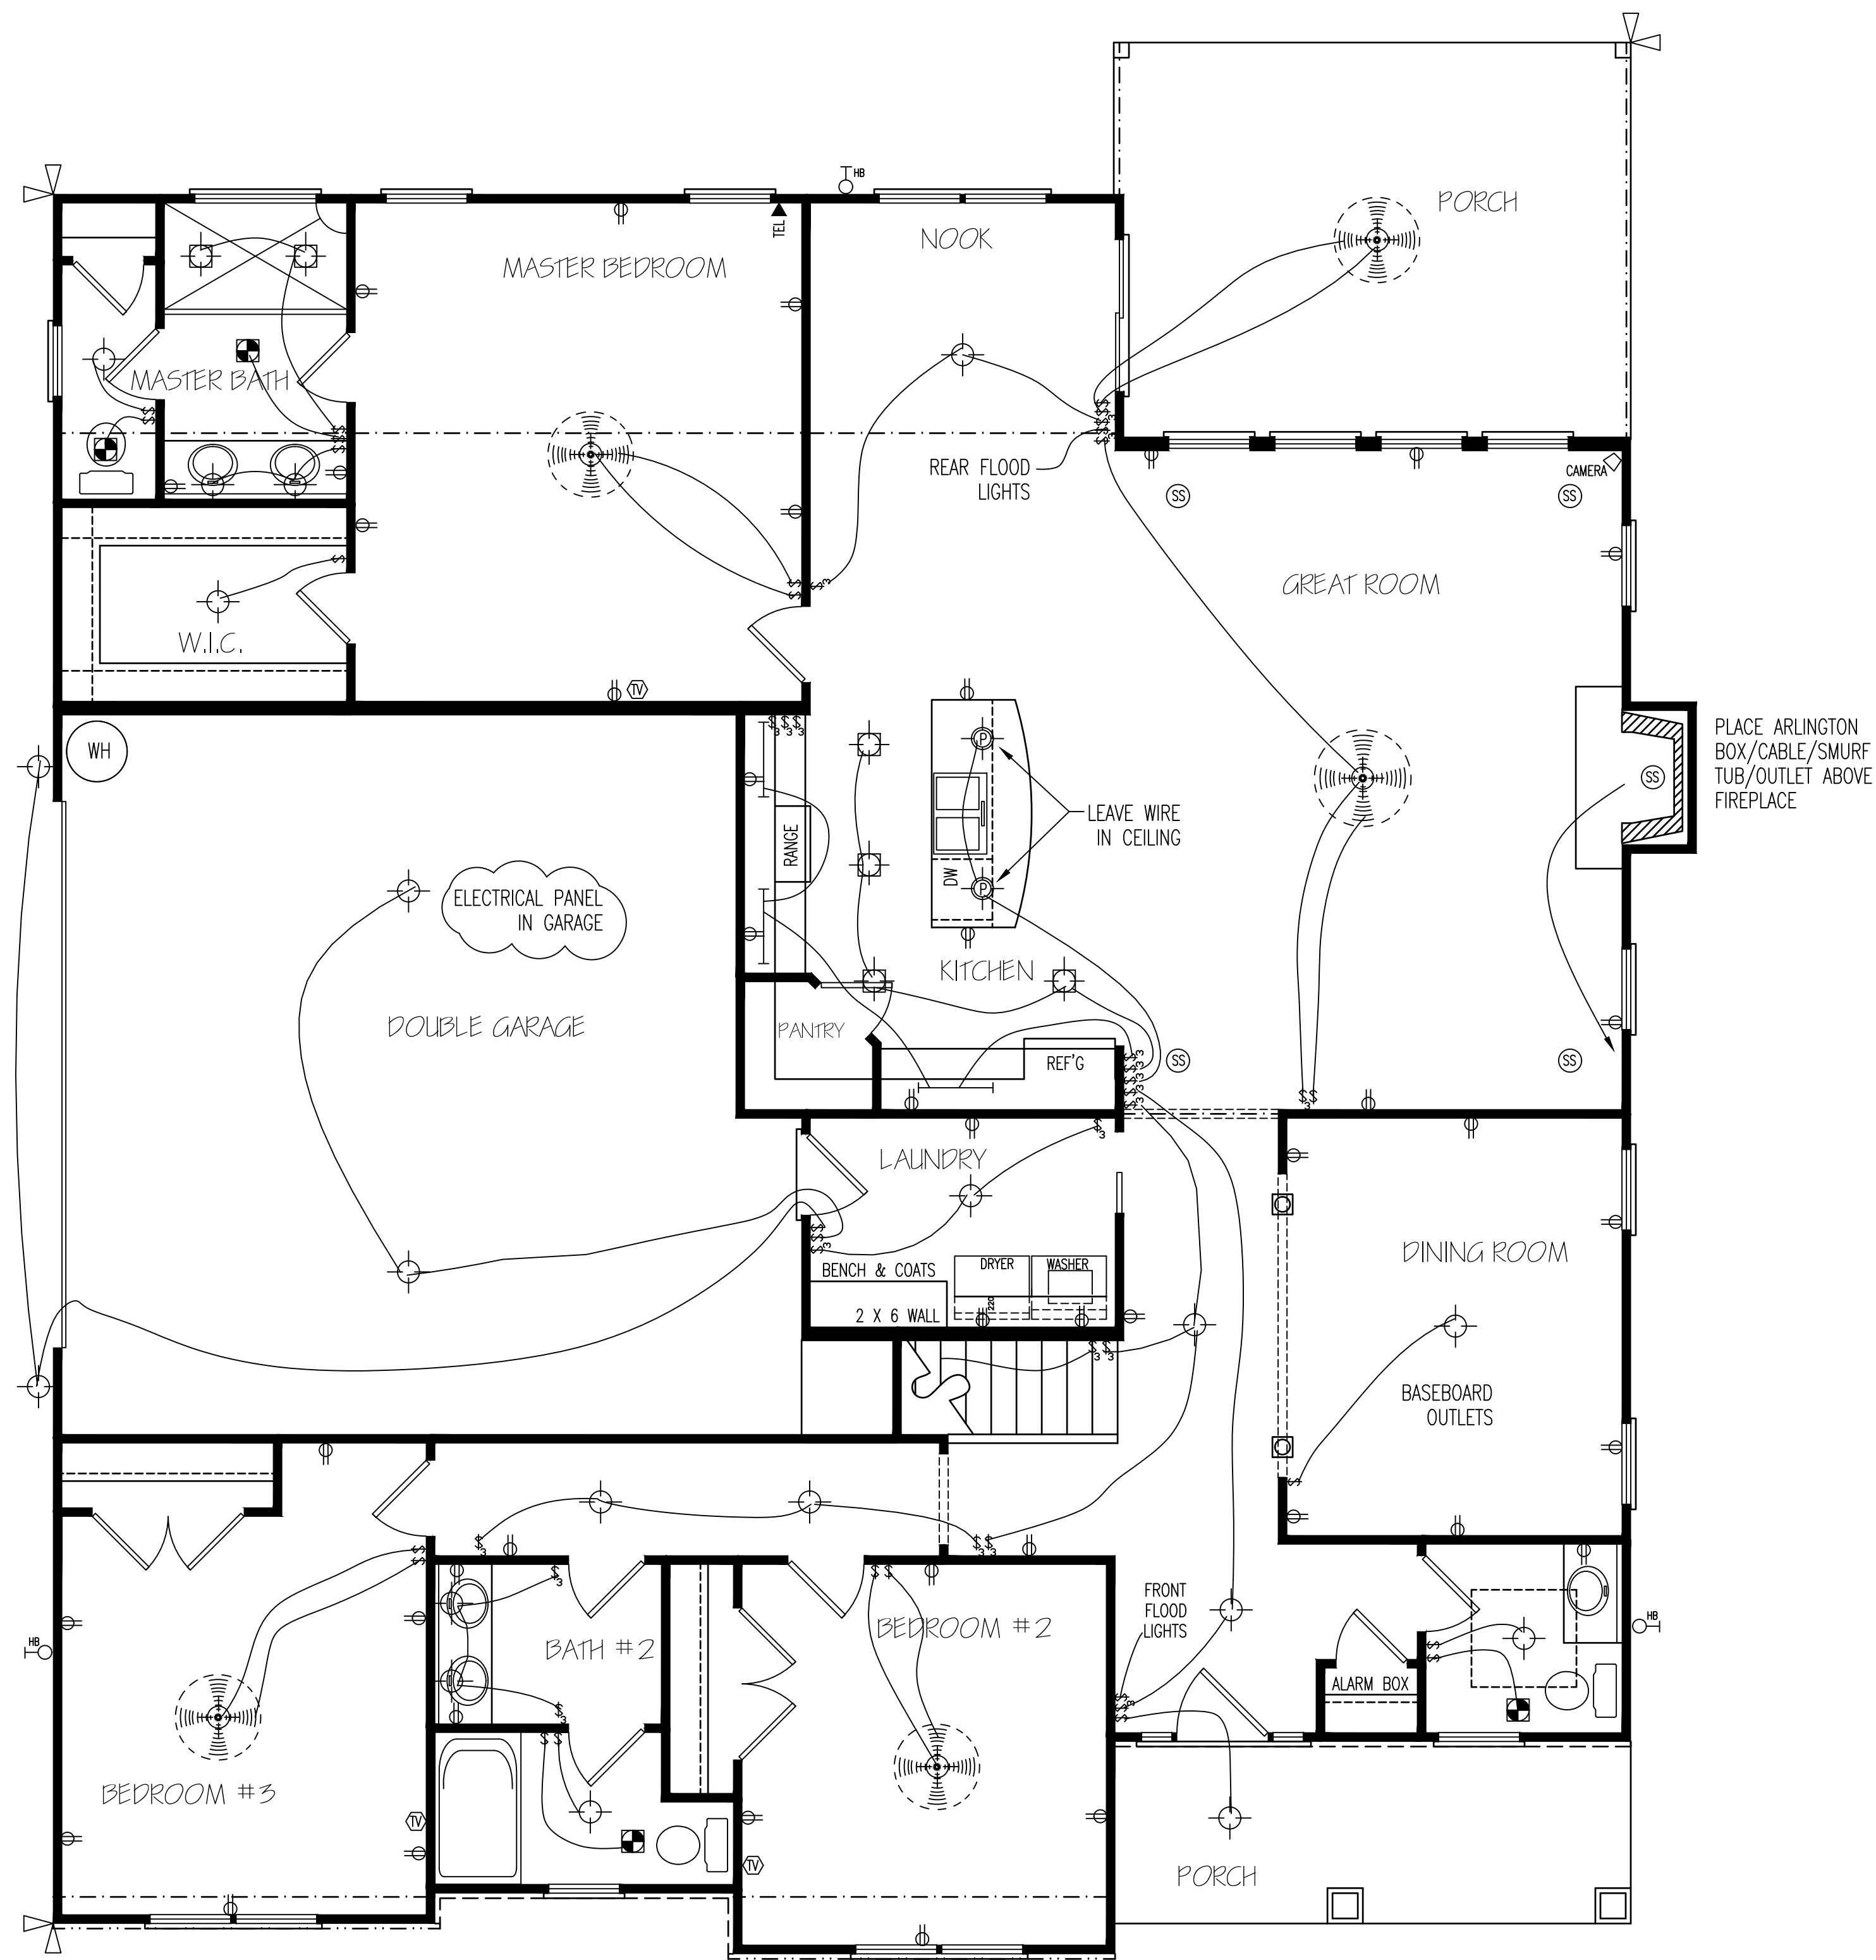 HB
PORCH
NOOK
TEL
MASTER BEDROOM
MASTER BATH
REAR FLOOD
LIGHTS
CAMERA
SS
SS
GREAT ROOM
W.I.C.
TV
WH
P
RANGE
LEAVE WIRE
IN CEILING
SS
PLACE ARLINGTON
BOX/CABLE/SMURF
TUB/OUTLET ABOVE
FIREPLACE
DW
P
ELECTRICAL PANEL
IN GARAGE
KITCHEN
DOUBLE GARAGE
PANTRY
REF'G
SS
SS
LAUNDRY
DINING ROOM
BENCH & COATS
DRYER
WASHER
220
2 X 6 WALL
BASEBOARD
OUTLETS
FRONT
FLOOD
LIGHTS
BEDROOM #2
BATH #2
HB
HB
ALARM BOX
BEDROOM #3
TV
TV
PORCH